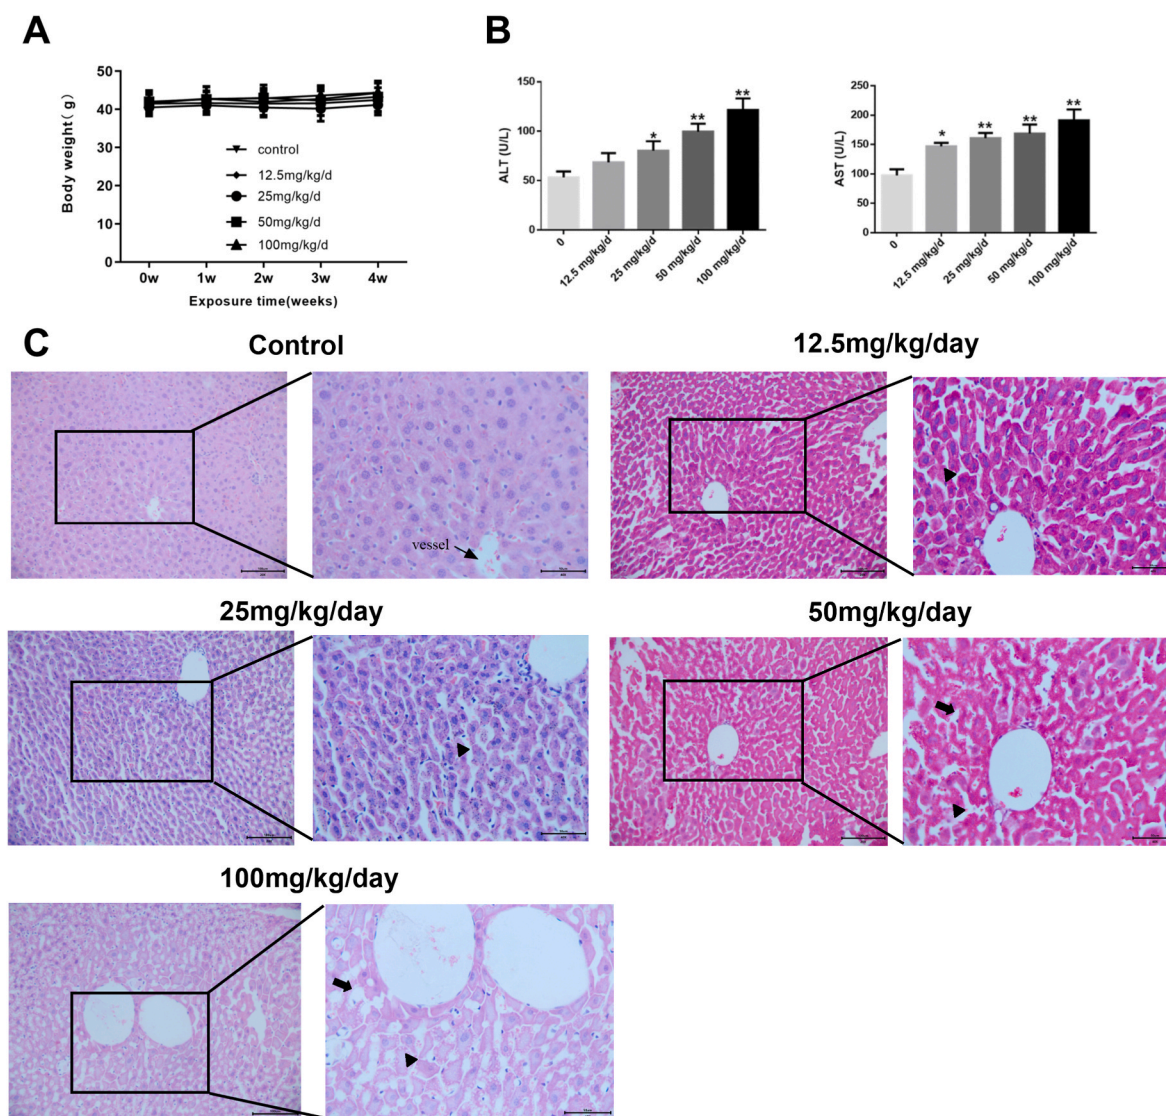 A
B
50
40
30
20
10
0
Body weight( g)
control
12.5mg/kg/d
25mg/kg/d
50mg/kg/d
100mg/kg/d
0w 1w 2w 3w 4w
Exposure time(weeks)
150
100
50
0
ALT (U/L)
* ** **
0 12.5 mg/kg/d 25 mg/kg/d 50 mg/kg/d 100 mg/kg/d
250
200
150
100
50
0
AST (U/L)
* ** ** **
0 12.5 mg/kg/d 25 mg/kg/d 50 mg/kg/d 100 mg/kg/d
C
Control
12.5mg/kg/day
vessel
25mg/kg/day
50mg/kg/day
100mg/kg/day